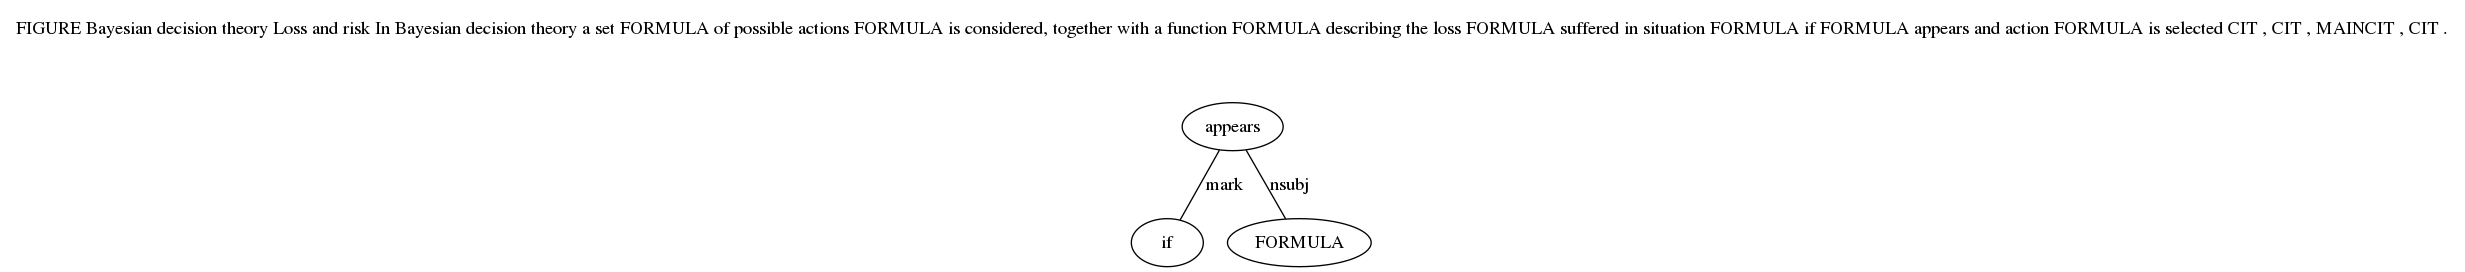 FIGURE Bayesian decision theory Loss and risk In Bayesian decision theory a set FORMULA of possible actions FORMULA is considered, together with a function FORMULA describing the loss FORMULA suffered in situation FORMULA if FORMULA appears and action FORMULA is selected CIT , CIT , MAINCIT , CIT .
appears
mark nsubj
if FORMULA